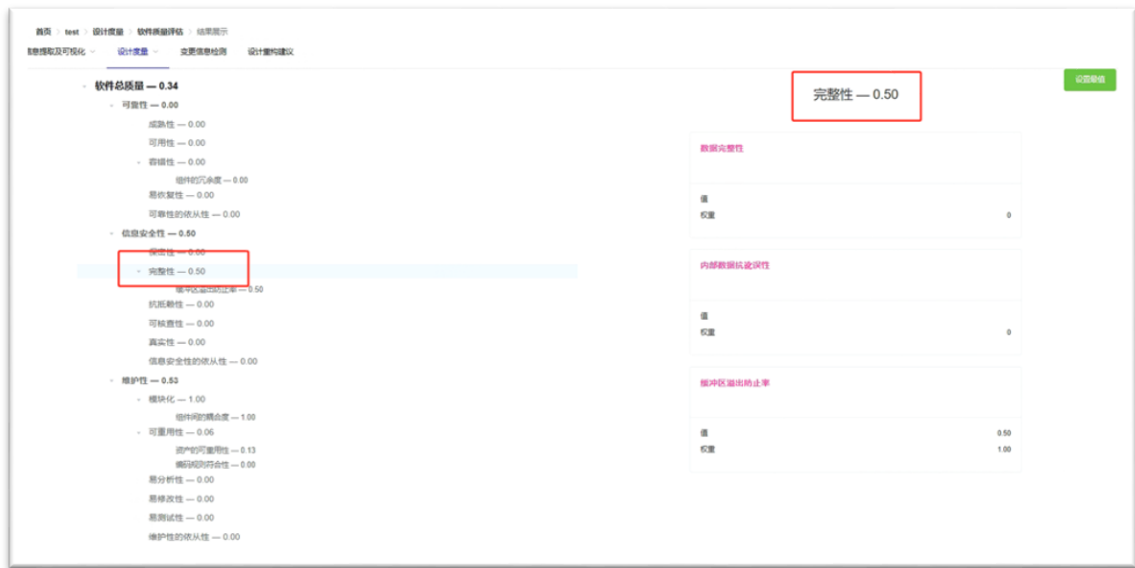 首页 > test > 设计度量 > 软件质量评估 > 结果展示
信息提取及可视化 设计度量 变更信息检测 设计重构建议
设置阈值
软件总质量 — 0.34
可靠性 — 0.00
成熟性 — 0.00
可用性 — 0.00
容错性 — 0.00
组件的冗余度 — 0.00
易恢复性 — 0.00
可靠性的依从性 — 0.00
信息安全性 — 0.50
保密性 — 0.00
完整性 — 0.50
缓冲区溢出防止率 — 0.50
抗抵赖性 — 0.00
可核查性 — 0.00
真实性 — 0.00
信息安全性的依从性 — 0.00
维护性 — 0.53
模块化 — 1.00
组件间的耦合度 — 1.00
可重用性 — 0.06
资产的可重用性 — 0.13
编码规则符合性 — 0.00
易分析性 — 0.00
易修改性 — 0.00
易测试性 — 0.00
维护性的依从性 — 0.00
完整性 — 0.50
数据完整性
值
权重 0
内部数据抗讹误性
值
权重 0
缓冲区溢出防止率
值 0.50
权重 1.00